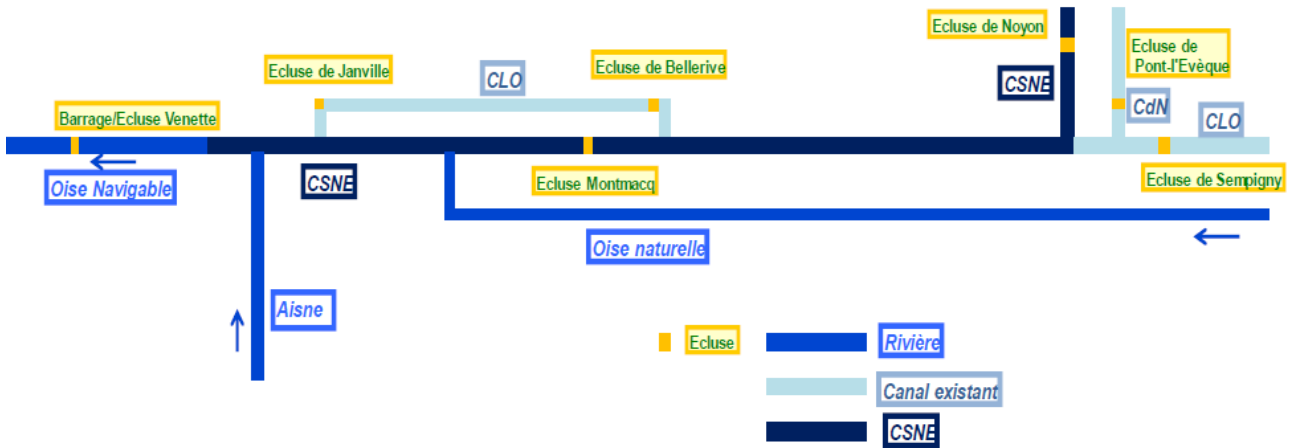 Ecluse de Noyon
Ecluse de
Pont-l'Evèque
Ecluse de Janville
CLO
Ecluse de Bellerive
CSNE
CdN
CLO
Barrage/Ecluse Venette
Oise Navigable
CSNE
Ecluse Montmacq
Ecluse de Sempigny
Oise naturelle
Aisne
Ecluse
Rivière
Canal existant
CSNE